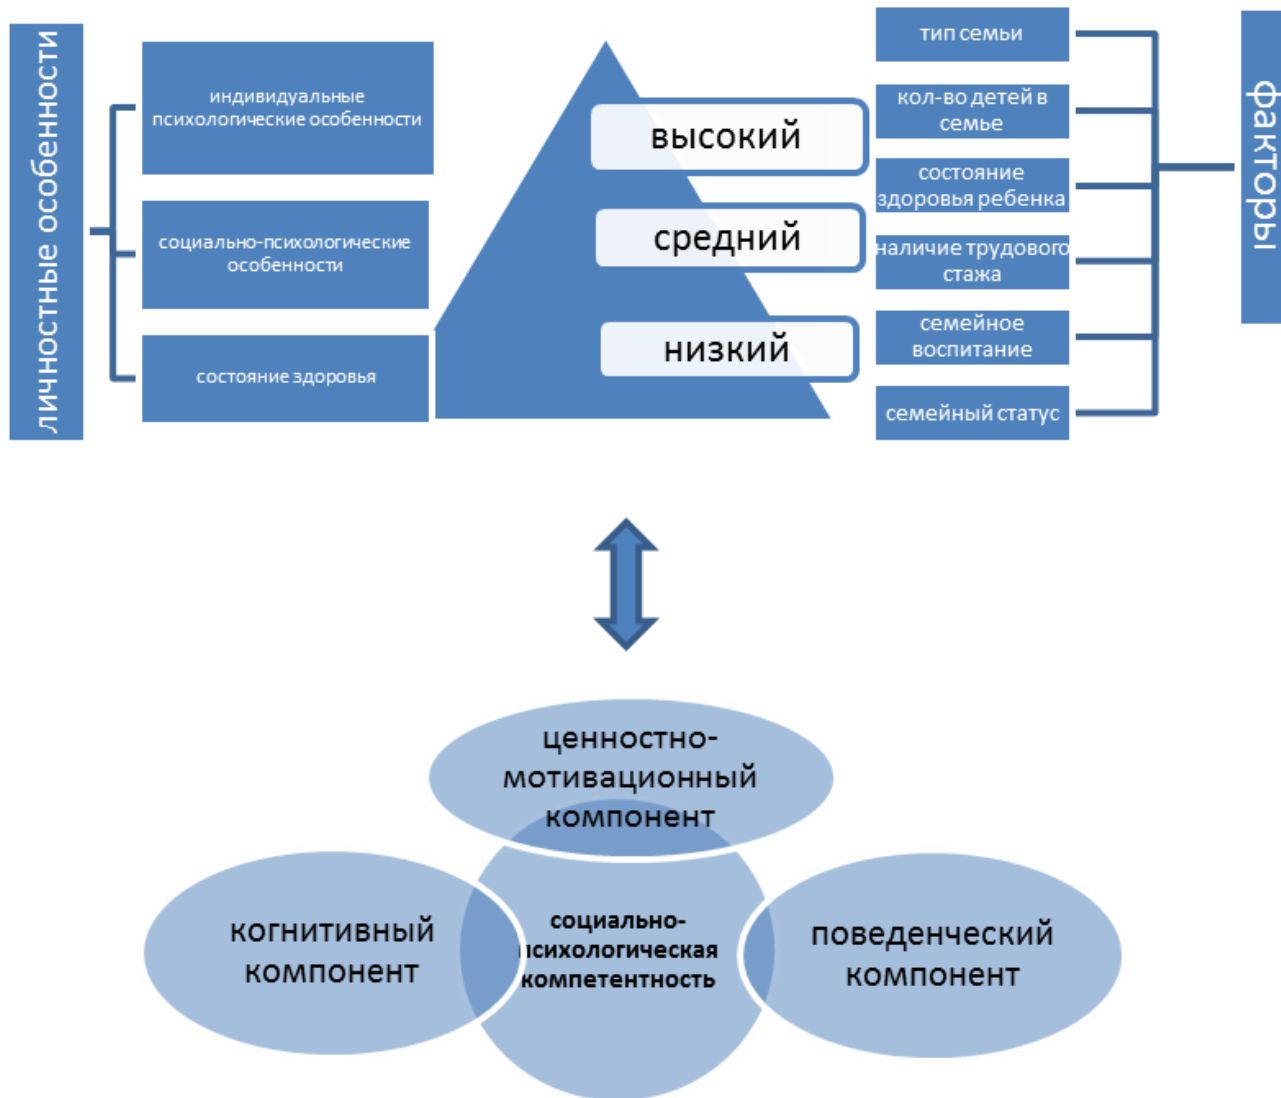 личностные особенности
индивидуальные
психологические особенности
социально-психологические
особенности
состояние здоровья
высокий
средний
низкий
тип семьи
кол-во детей в
семье
состояние
здоровья ребенка
наличие трудового
стажа
семейное
воспитание
семейный статус
факторы
ценностно-
мотивационный
компонент
когнитивный
компонент
социально-
психологическая
компетентность
поведенческий
компонент